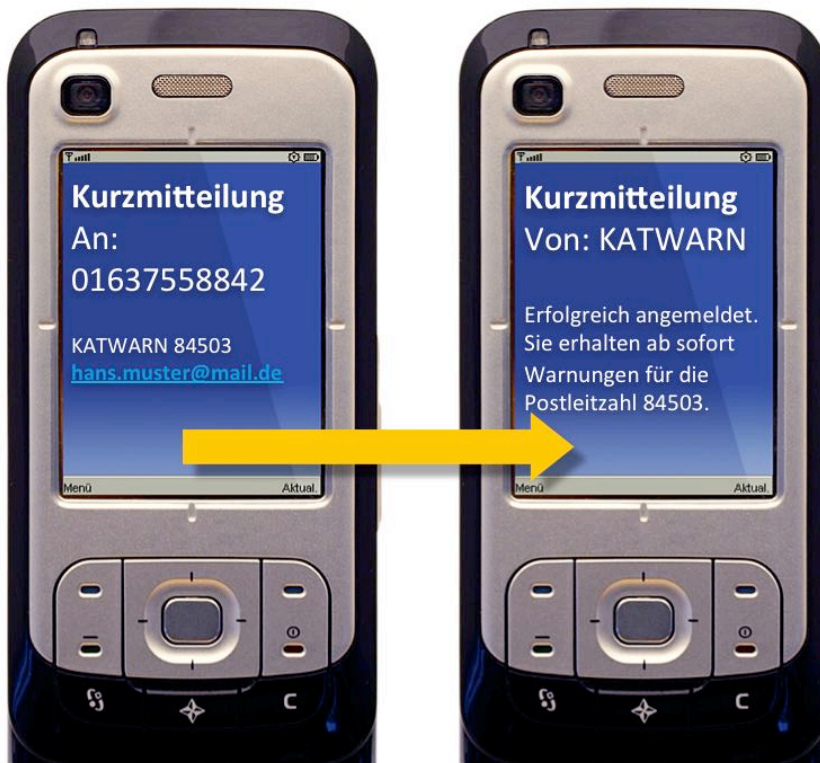 Kurzmitteilung
An:
01637558842
KATWARN 84503
hans.muster@mail.de
Menü Aktual.
Kurzmitteilung
Von: KATWARN
Erfolgreich angemeldet.
Sie erhalten ab sofort
Warnungen für die
Postleitzahl 84503.
Menü Aktual.
C
C